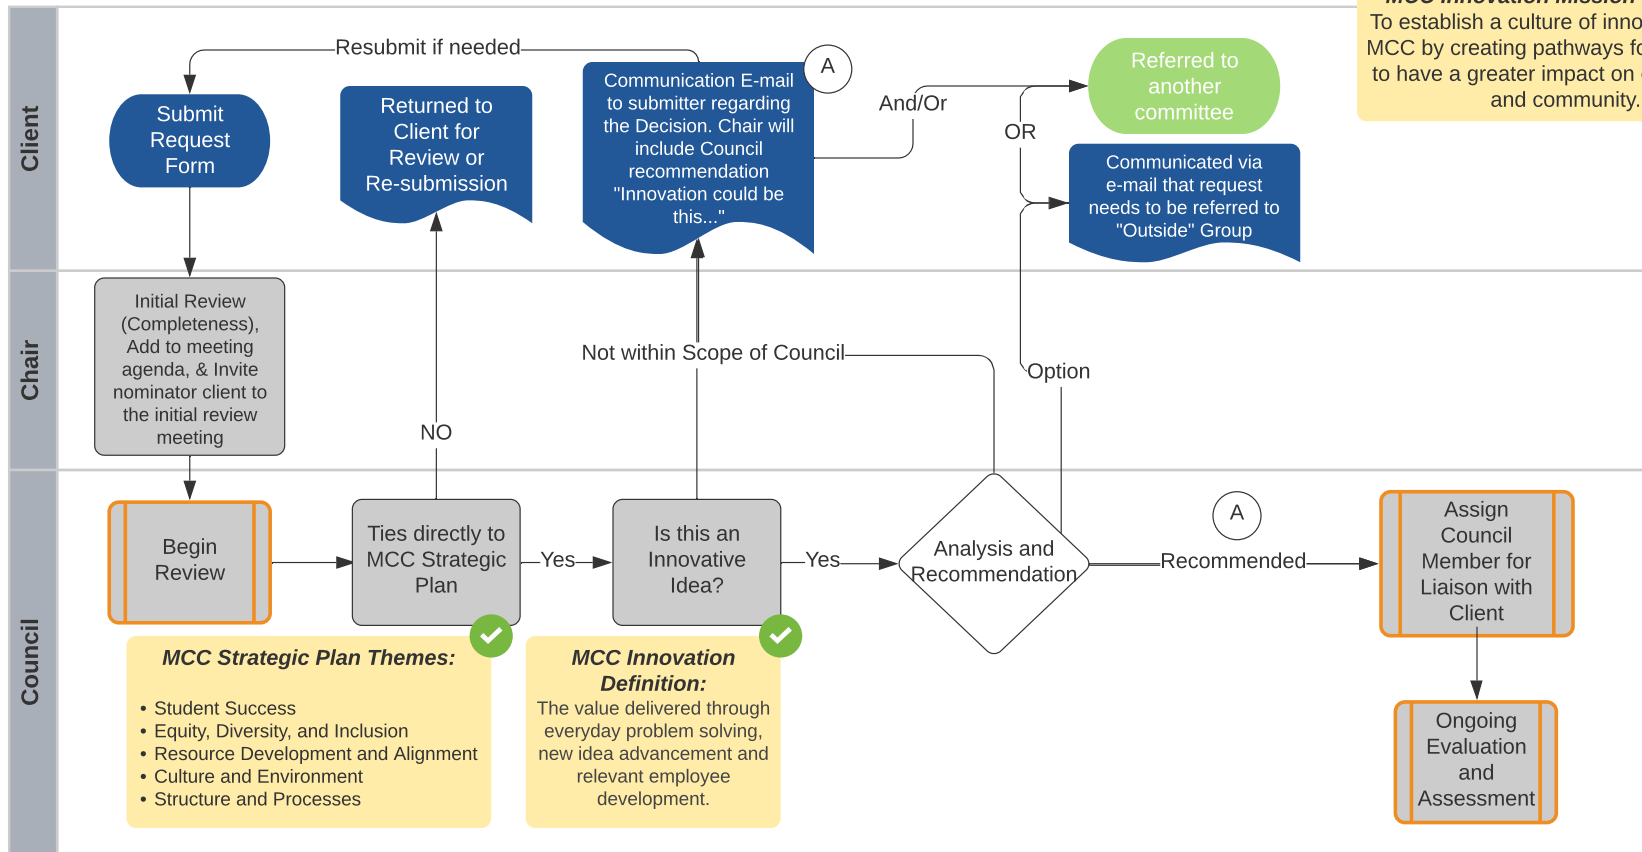 MCC Innovation Mission
To establish a culture of inno
MCC by creating pathways fo
to have a greater impact on
and community.
Client
Resubmit if needed
Submit
Request
Form
Returned to
Client for
Review or
Re-submission
Communication E-mail
to submitter regarding
the Decision. Chair will
include Council
recommendation
"Innovation could be
this..."
A
And/Or
OR
Referred to
another
committee
Communicated via
e-mail that request
needs to be referred to
"Outside" Group
Chair
Initial Review
(Completeness),
Add to meeting
agenda, & Invite
nominator client to
the initial review
meeting
NO
Not within Scope of Council
Option
Council
Begin
Review
Ties directly to
MCC Strategic
Plan
Yes
Is this an
Innovative
Idea?
Yes
Analysis and
Recommendation
A
Recommended
Assign
Council
Member for
Liaison with
Client
Ongoing
Evaluation
and
Assessment
MCC Strategic Plan Themes:
• Student Success
• Equity, Diversity, and Inclusion
• Resource Development and Alignment
• Culture and Environment
• Structure and Processes
MCC Innovation
Definition:
The value delivered through
everyday problem solving,
new idea advancement and
relevant employee
development.